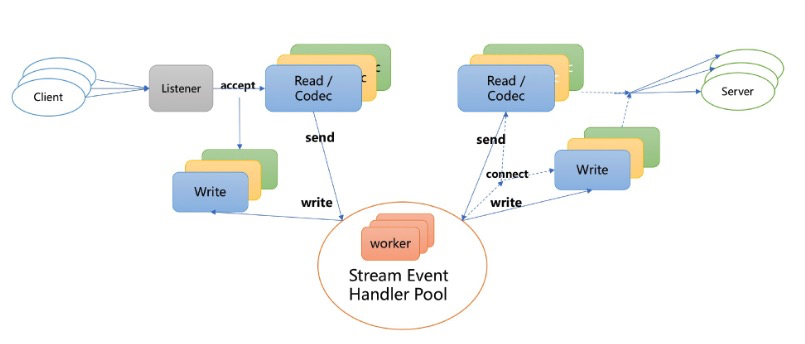 Client
Listener
accept
Read /
Codec
send
Write
write
worker
Stream Event
Handler Pool
Read /
Codec
send
connect
write
Write
Server